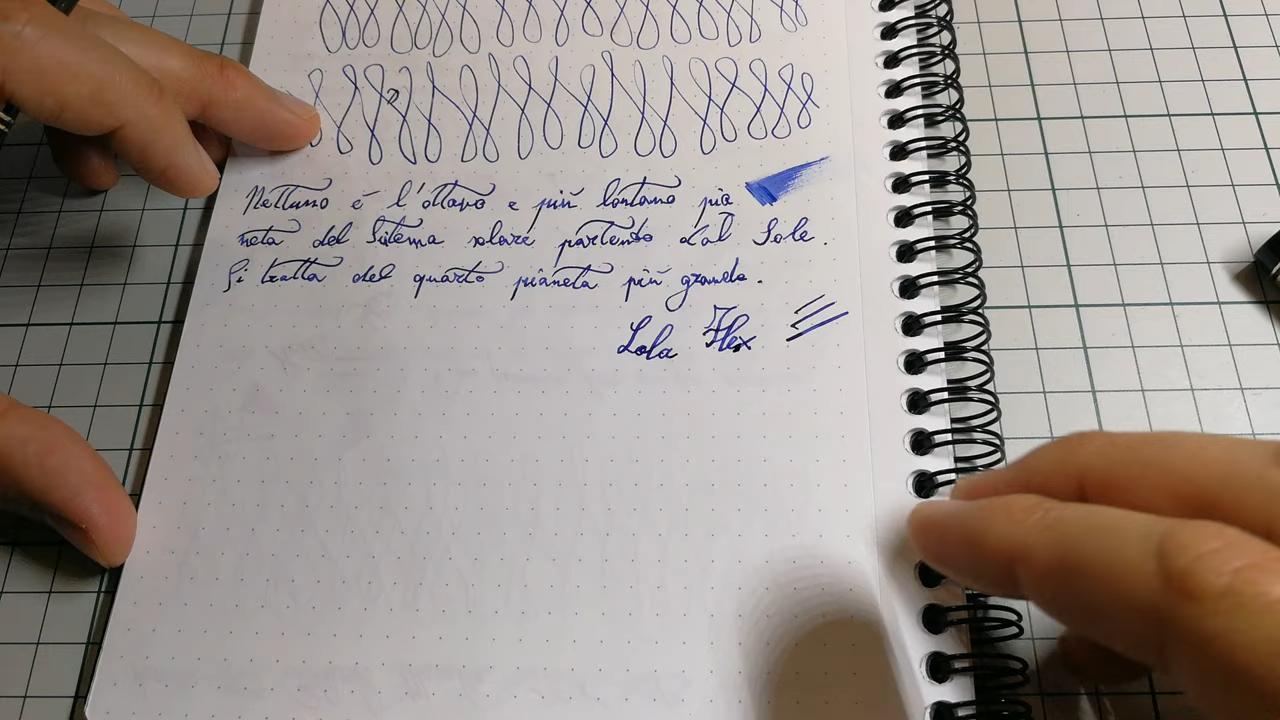 Nettuno è l'ottavo e più lontano pia
neta del Sistema solare partendo dal Sole.
Si tratta del quarto pianeta più grande.
Lola Flex